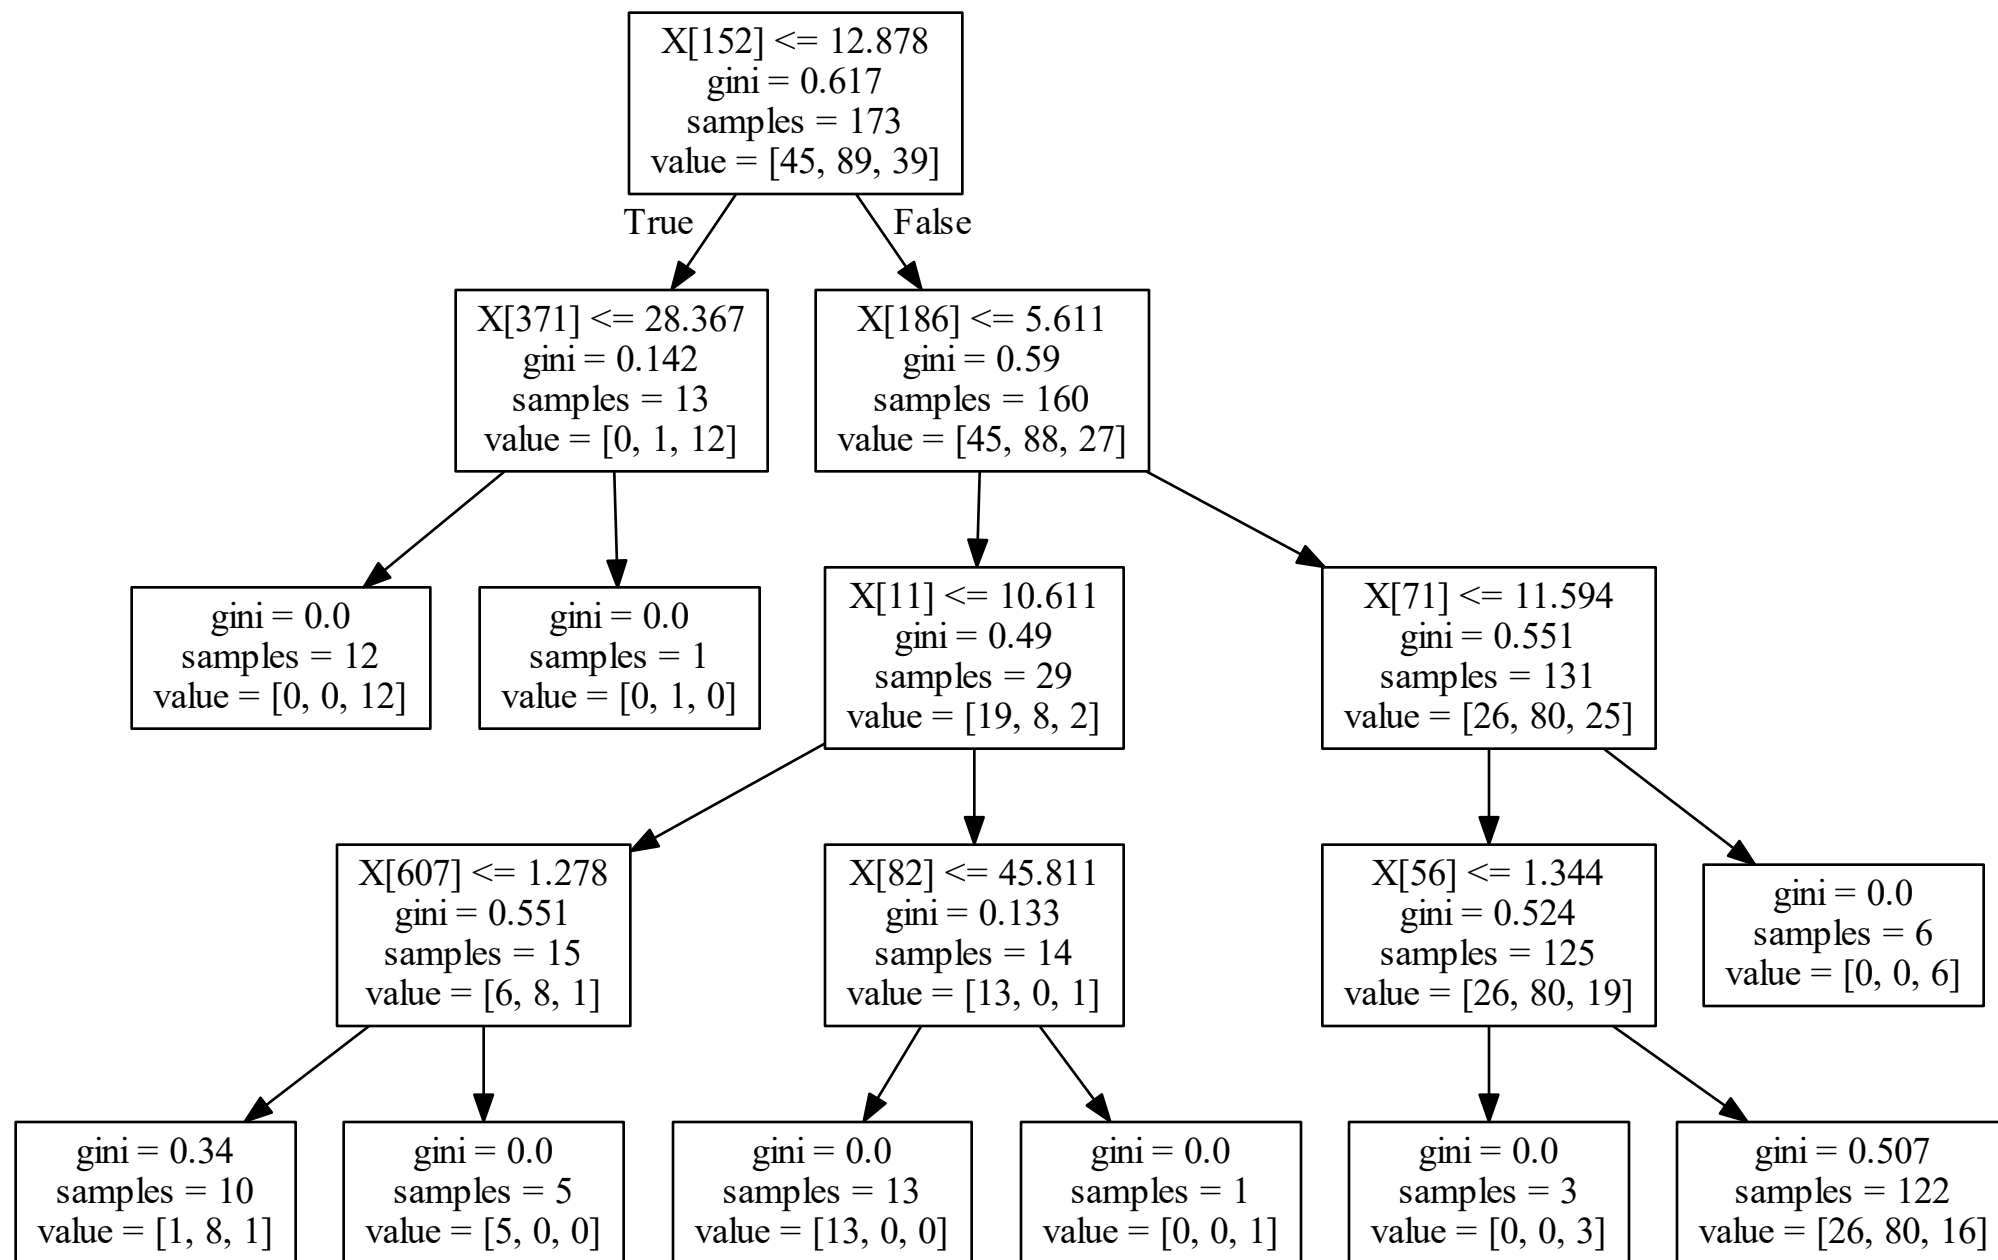 X[152] <= 12.878
gini = 0.617
samples = 173
value = [45, 89, 39]
True
False
X[371] <= 28.367
gini = 0.142
samples = 13
value = [0, 1, 12]
X[186] <= 5.611
gini = 0.59
samples = 160
value = [45, 88, 27]
gini = 0.0
samples = 12
value = [0, 0, 12]
gini = 0.0
samples = 1
value = [0, 1, 0]
X[11] <= 10.611
gini = 0.49
samples = 29
value = [19, 8, 2]
X[71] <= 11.594
gini = 0.551
samples = 131
value = [26, 80, 25]
X[607] <= 1.278
gini = 0.551
samples = 15
value = [6, 8, 1]
X[82] <= 45.811
gini = 0.133
samples = 14
value = [13, 0, 1]
X[56] <= 1.344
gini = 0.524
samples = 125
value = [26, 80, 19]
gini = 0.0
samples = 6
value = [0, 0, 6]
gini = 0.34
samples = 10
value = [1, 8, 1]
gini = 0.0
samples = 5
value = [5, 0, 0]
gini = 0.0
samples = 13
value = [13, 0, 0]
gini = 0.0
samples = 1
value = [0, 0, 1]
gini = 0.0
samples = 3
value = [0, 0, 3]
gini = 0.507
samples = 122
value = [26, 80, 16]